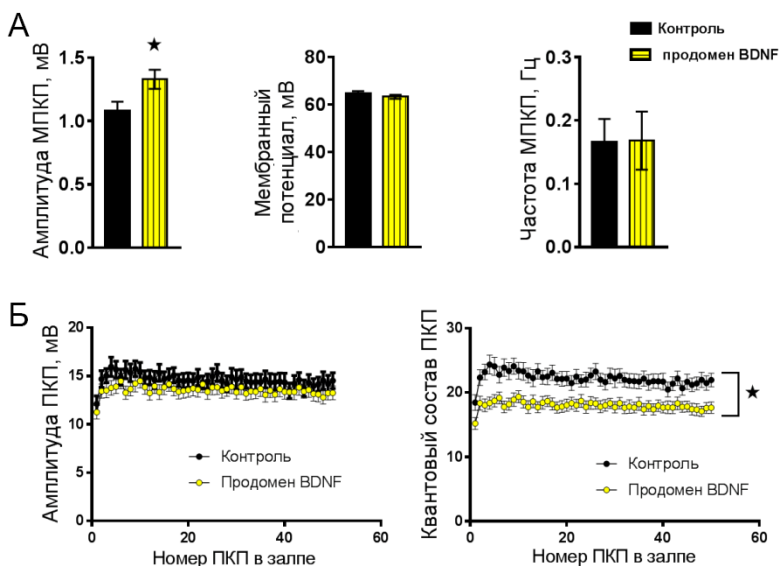 А
Контроль
продомен BDNF
Амплитуда МПКП, мВ
1.5
1.0
0.5
0.0
★
Мембранный
потенциал, мВ
80
60
40
20
0
Частота МПКП, Гц
0.3
0.2
0.1
0.0
Б
Амплитуда ПКП, мВ
20
15
10
5
0
Контроль
Продомен BDNF
0
20
40
60
Номер ПКП в залпе
Квантовый состав ПКП
30
20
10
0
★
Контроль
Продомен BDNF
0
20
40
60
Номер ПКП в залпе